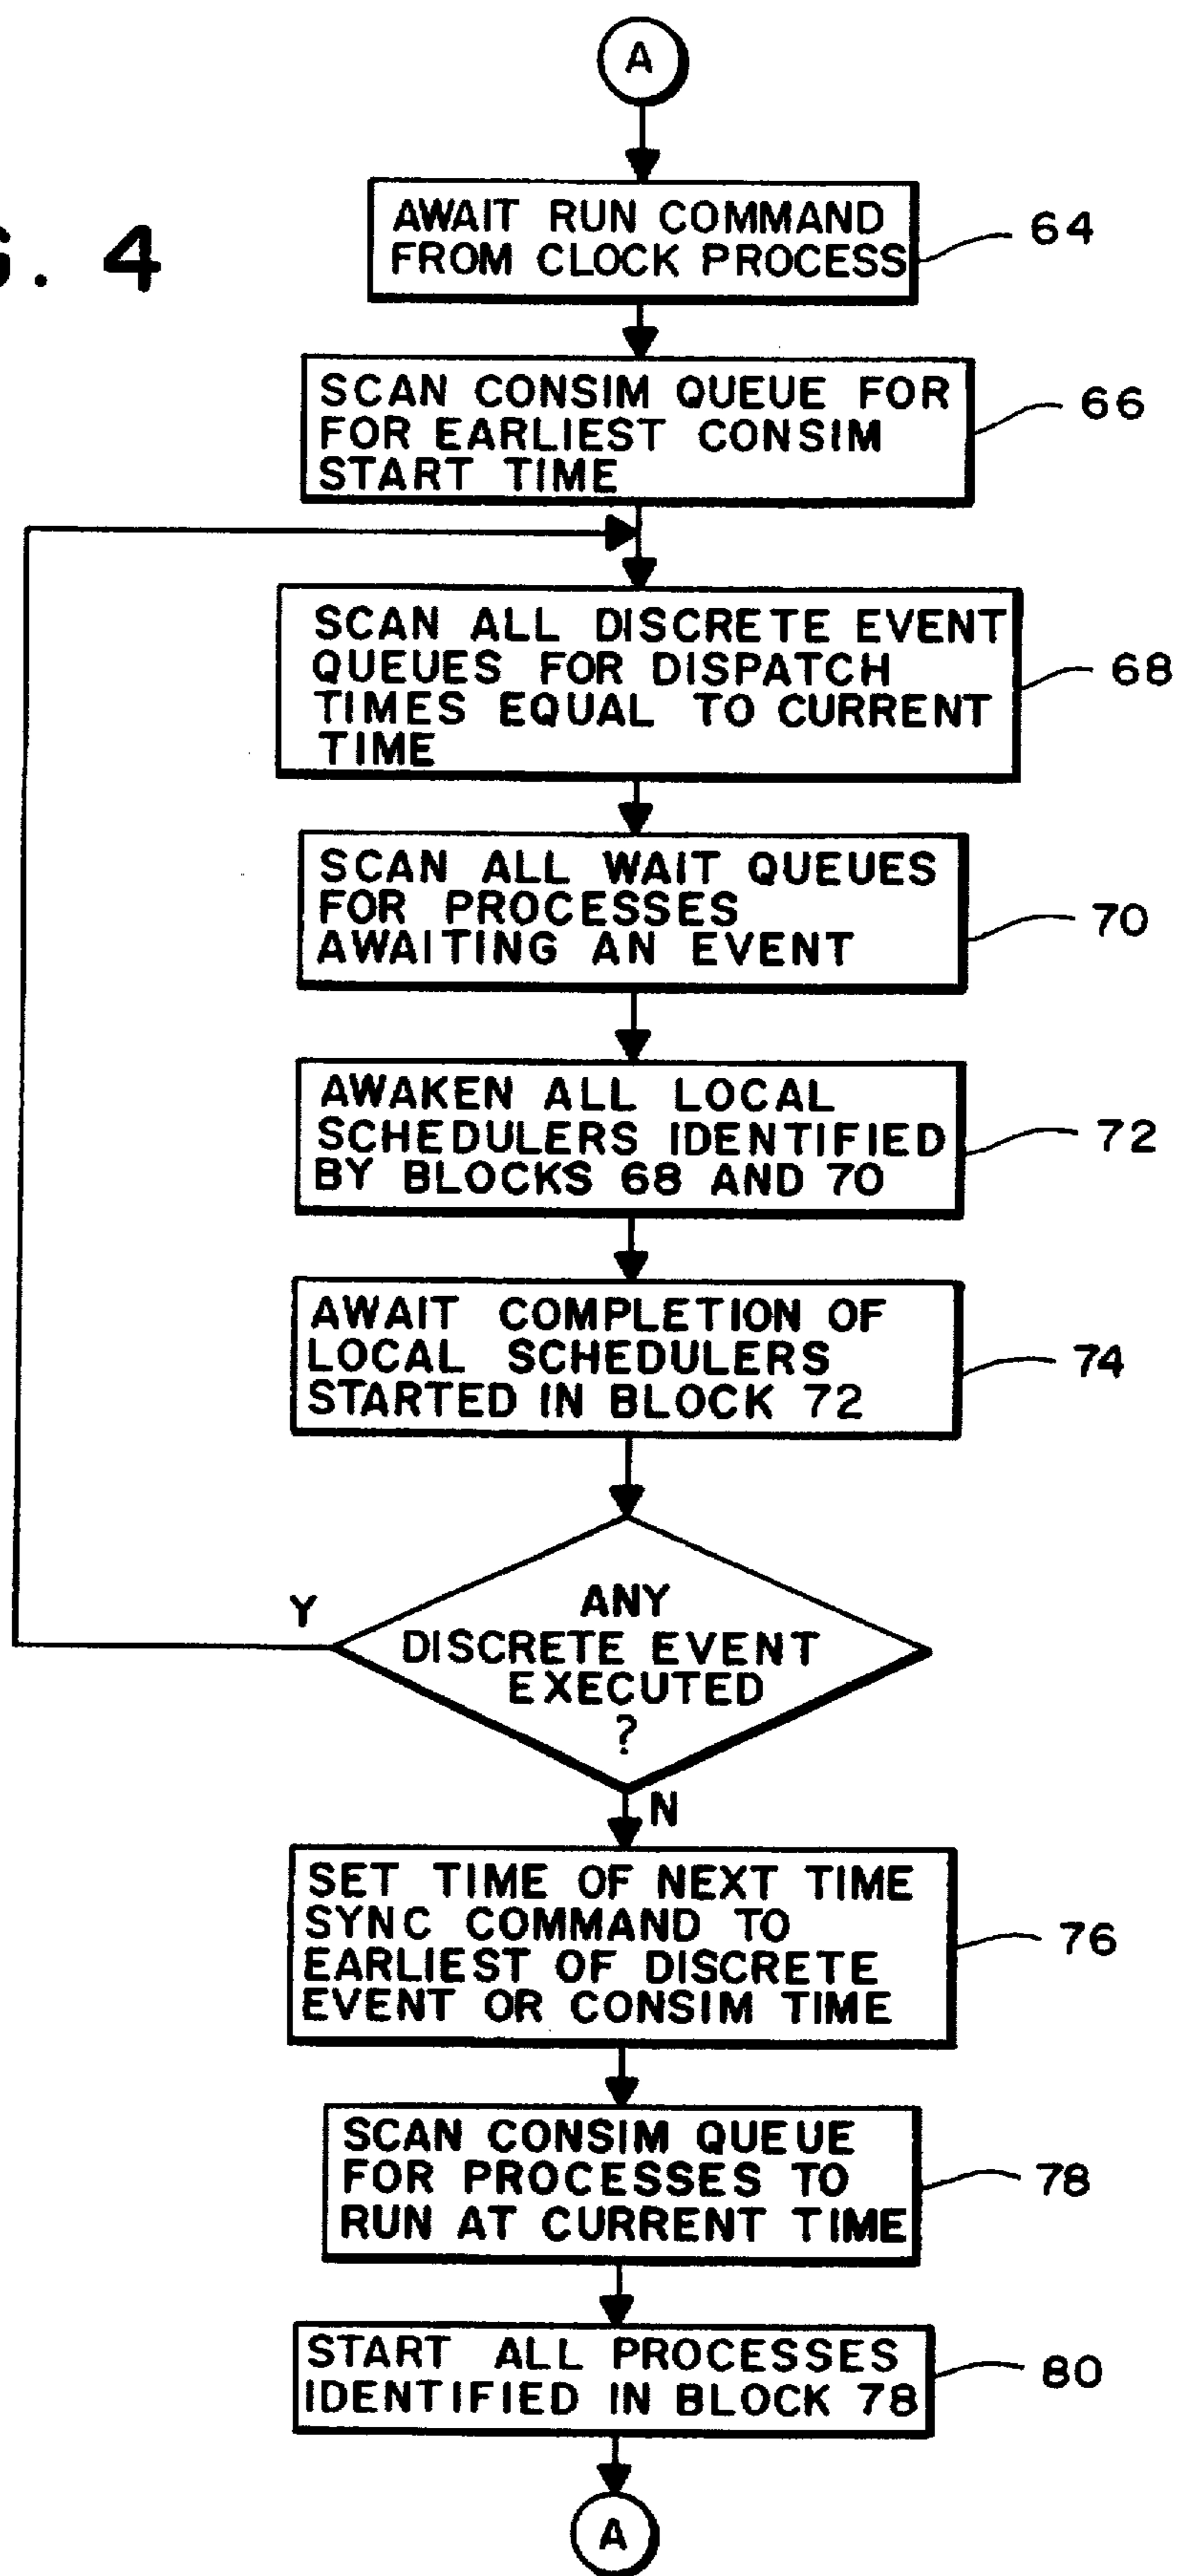 A
G. 4
AWAIT RUN COMMAND
FROM CLOCK PROCESS
64
SCAN CONSIM QUEUE FOR
FOR EARLIEST CONSIM
START TIME
66
SCAN ALL DISCRETE EVENT
QUEUES FOR DISPATCH
TIMES EQUAL TO CURRENT
TIME
68
SCAN ALL WAIT QUEUES
FOR PROCESSES
AWAITING AN EVENT
70
AWAKEN ALL LOCAL
SCHEDULERS IDENTIFIED
BY BLOCKS 68 AND 70
72
AWAIT COMPLETION OF
LOCAL SCHEDULERS
STARTED IN BLOCK 72
74
Y
ANY
DISCRETE EVENT
EXECUTED
?
N
SET TIME OF NEXT TIME
SYNC COMMAND TO
EARLIEST OF DISCRETE
EVENT OR CONSIM TIME
76
SCAN CONSIM QUEUE
FOR PROCESSES TO
RUN AT CURRENT TIME
78
START ALL PROCESSES
IDENTIFIED IN BLOCK 78
80
A